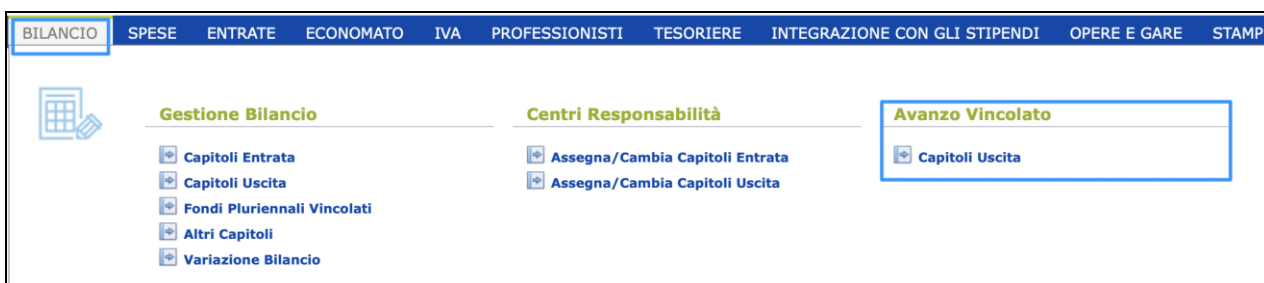 BILANCIO SPESE ENTRATE ECONOMATO IVA PROFESSIONISTI TESORIERE INTEGRAZIONE CON GLI STIPENDI OPERE E GARE STAMP
Gestione Bilancio
Capitoli Entrata
Capitoli Uscita
Fondi Pluriennali Vincolati
Altri Capitoli
Variazione Bilancio
Centri Responsabilità
Assegna/Cambia Capitoli Entrata
Assegna/Cambia Capitoli Uscita
Avanzo Vincolato
Capitoli Uscita